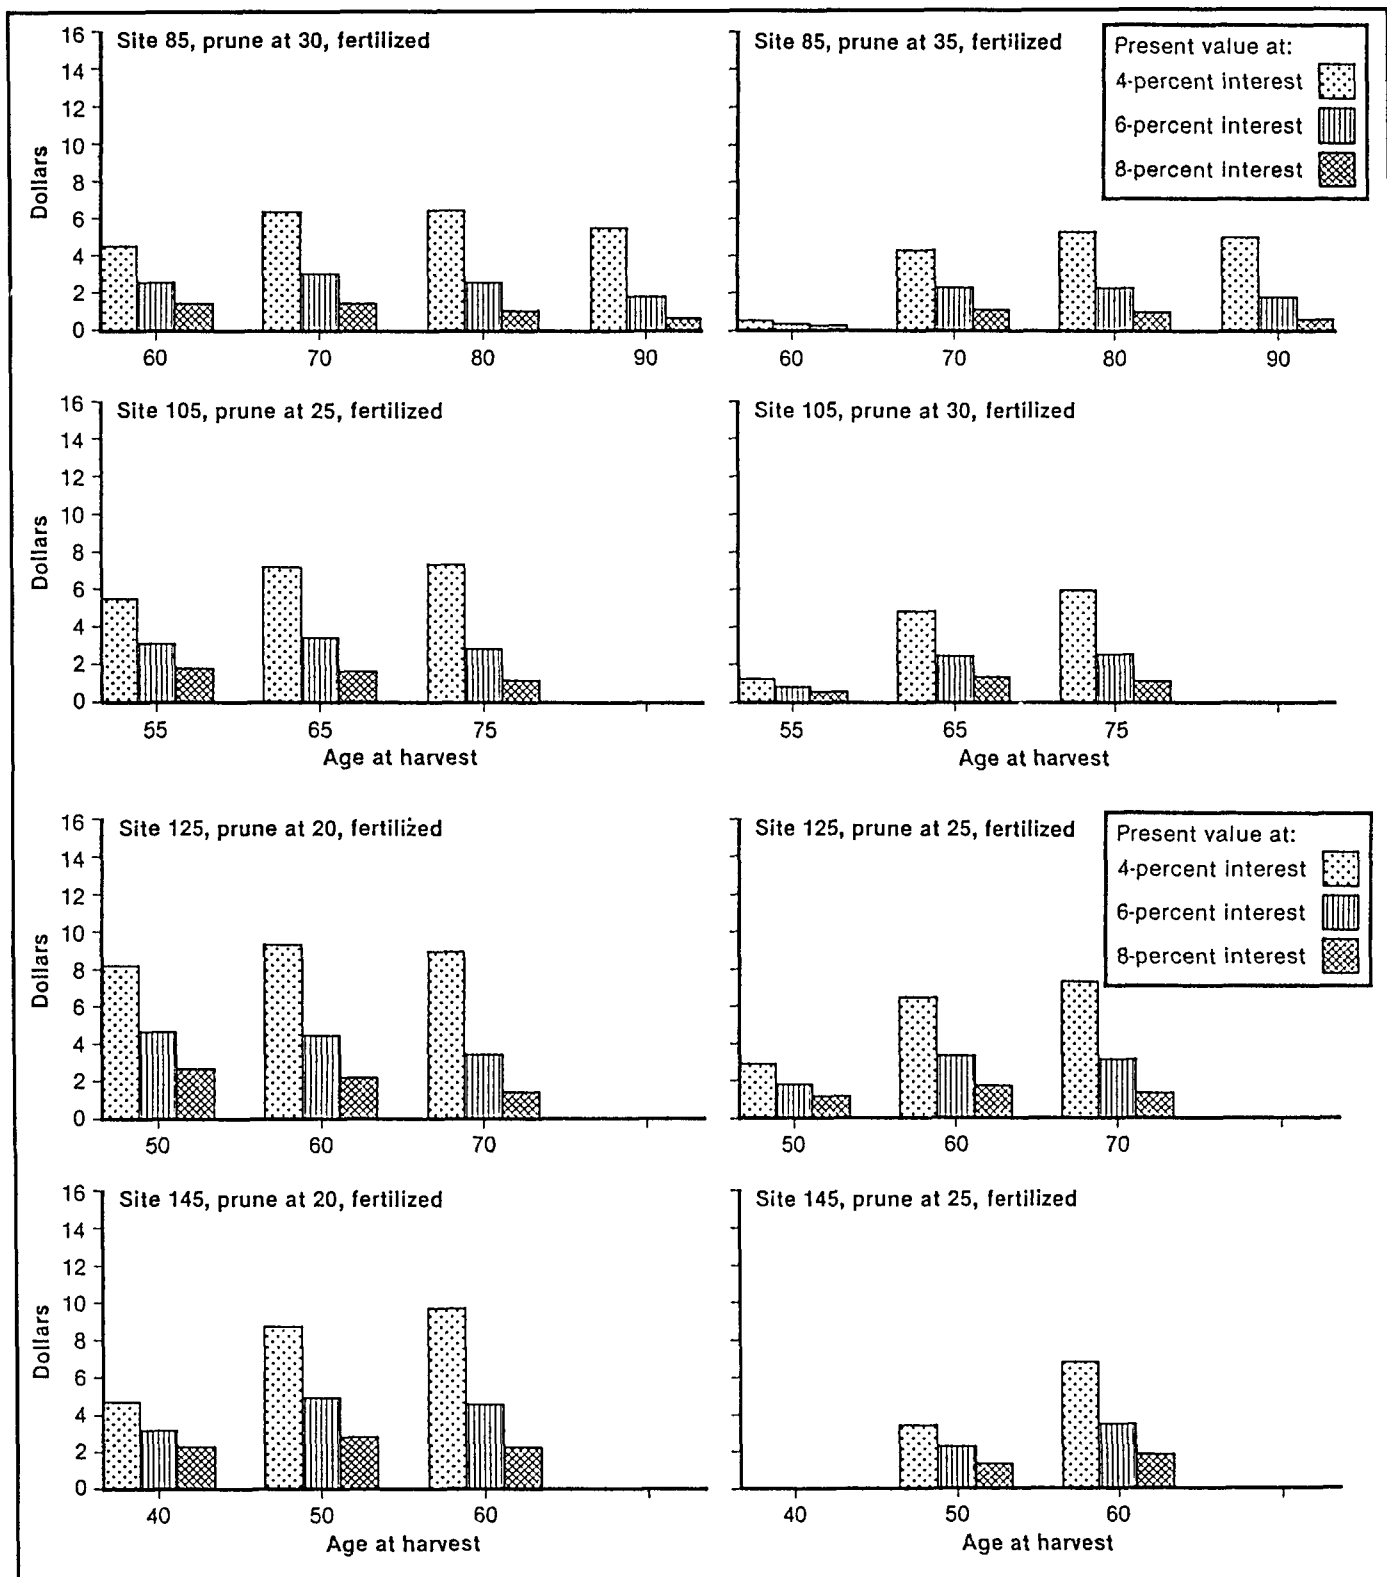 Site 85, prune at 30, fertilized
16
14
12
10
8
6
4
2
0
Dollars
60 70 80 90
Site 85, prune at 35, fertilized
60 70 80 90
Present value at:
4-percent interest
6-percent interest
8-percent interest
Site 105, prune at 25, fertilized
16
14
12
10
8
6
4
2
0
Dollars
55 65 75
Age at harvest
Site 105, prune at 30, fertilized
55 65 75
Age at harvest
Site 125, prune at 20, fertilized
16
14
12
10
8
6
4
2
0
Dollars
50 60 70
Site 125, prune at 25, fertilized
50 60 70
Present value at:
4-percent interest
6-percent interest
8-percent interest
Site 145, prune at 20, fertilized
16
14
12
10
8
6
4
2
0
Dollars
40 50 60
Age at harvest
Site 145, prune at 25, fertilized
40 50 60
Age at harvest